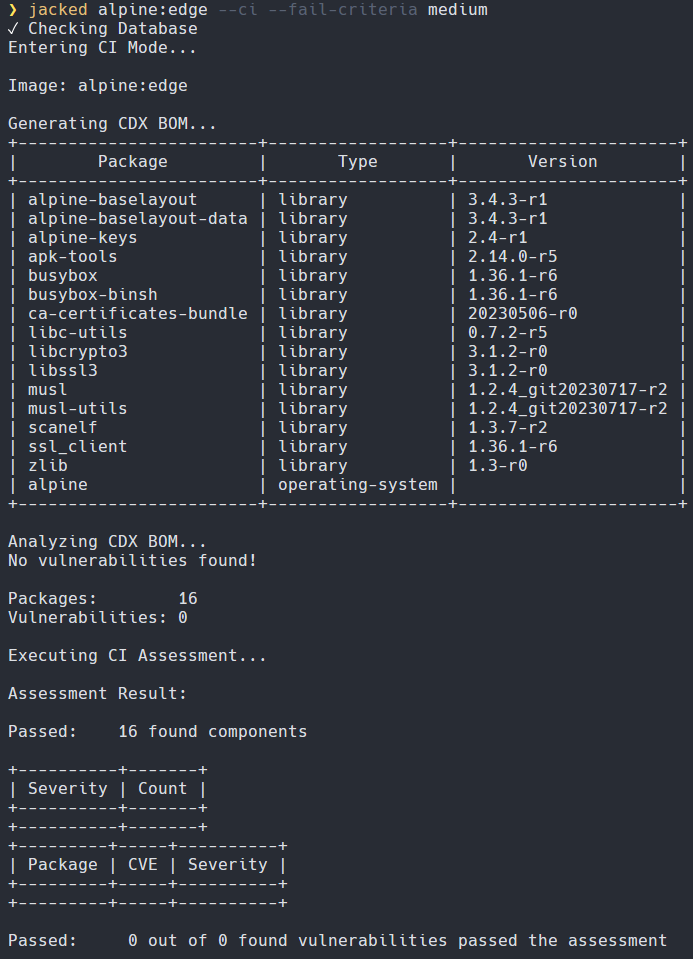 ❯ jacked alpine:edge --ci --fail-criteria medium
✓ Checking Database
Entering CI Mode...

Image: alpine:edge

Generating CDX BOM...
+------------------------+------------------+----------------------+
|        Package         |       Type       |       Version        |
+------------------------+------------------+----------------------+
| alpine-baselayout      | library          | 3.4.3-r1             |
| alpine-baselayout-data | library          | 3.4.3-r1             |
| alpine-keys            | library          | 2.4-r1               |
| apk-tools              | library          | 2.14.0-r5            |
| busybox                | library          | 1.36.1-r6            |
| busybox-binsh          | library          | 1.36.1-r6            |
| ca-certificates-bundle | library          | 20230506-r0          |
| libc-utils             | library          | 0.7.2-r5             |
| libcrypto3             | library          | 3.1.2-r0             |
| libssl3                | library          | 3.1.2-r0             |
| musl                   | library          | 1.2.4_git20230717-r2 |
| musl-utils             | library          | 1.2.4_git20230717-r2 |
| scanelf                | library          | 1.3.7-r2             |
| ssl_client             | library          | 1.36.1-r6            |
| zlib                   | library          | 1.3-r0               |
| alpine                 | operating-system |                      |
+------------------------+------------------+----------------------+

Analyzing CDX BOM...
No vulnerabilities found!

Packages:        16
Vulnerabilities: 0

Executing CI Assessment...

Assessment Result:

Passed:    16 found components

+----------+-------+
| Severity | Count |
+----------+-------+
+----------+-------+
+---------+-----+----------+
| Package | CVE | Severity |
+---------+-----+----------+
+---------+-----+----------+

Passed:     0 out of 0 found vulnerabilities passed the assessment